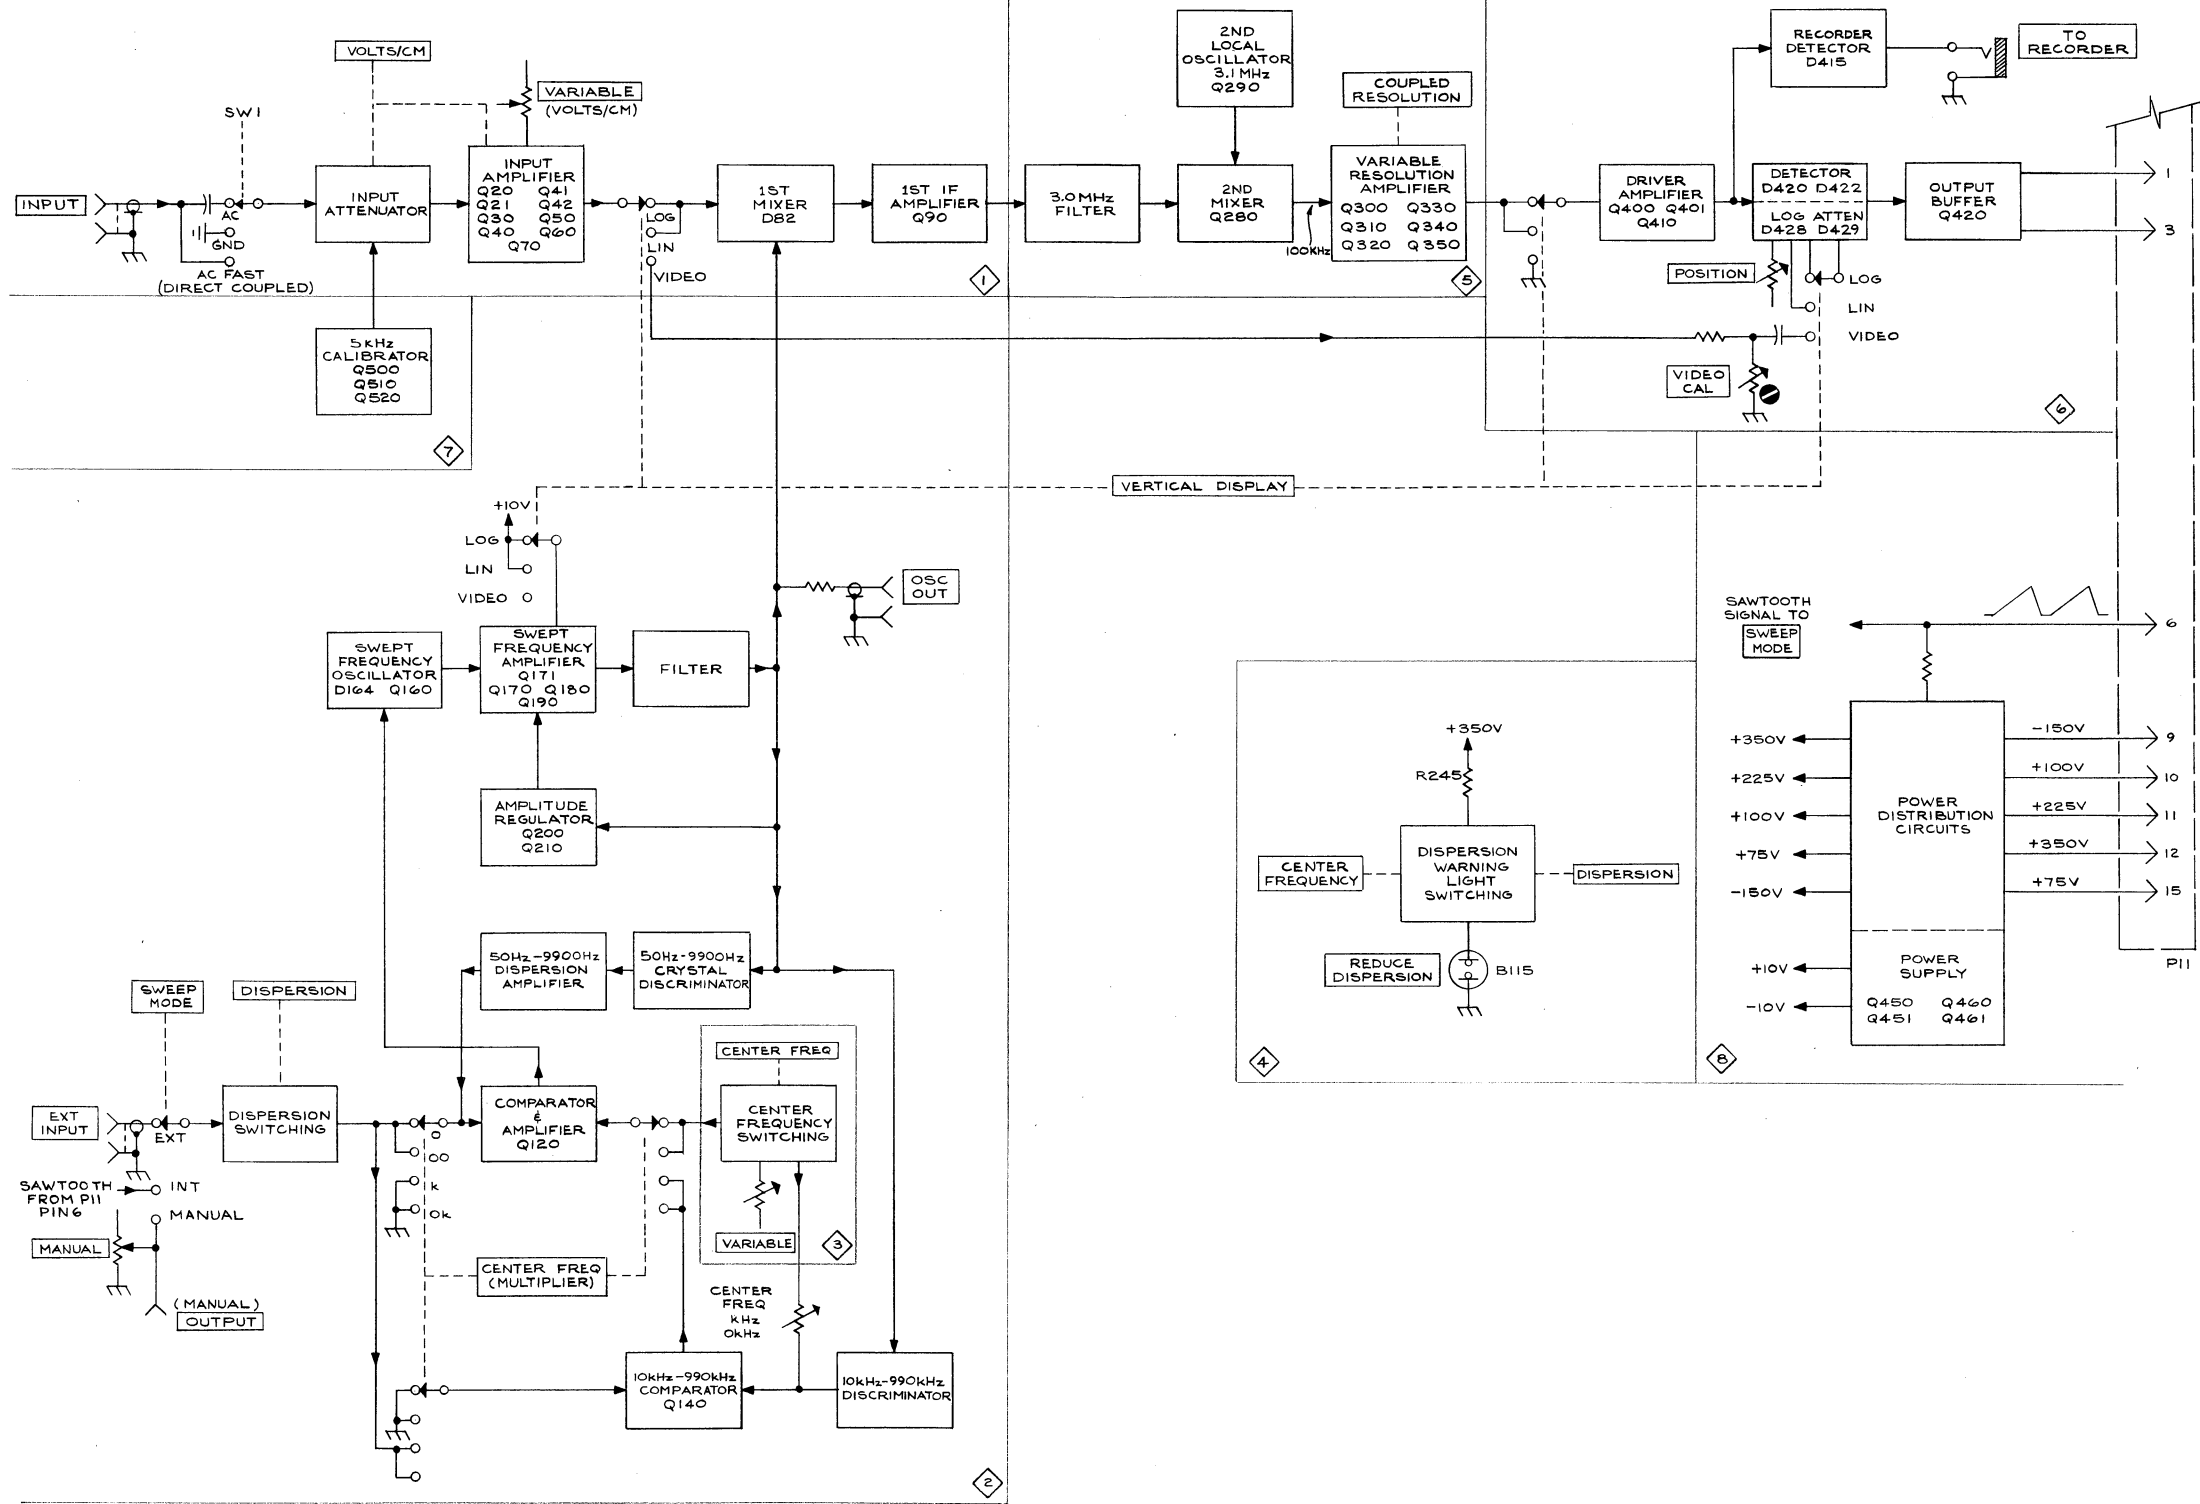 VOLTS/CM
VARIABLE
(VOLTS/CM)
SW1
INPUT
AC
GND
AC FAST
(DIRECT COUPLED)
INPUT
ATTENUATOR
INPUT
AMPLIFIER
Q20 Q41
Q21 Q42
Q30 Q50
Q40 Q60
Q70
LOG
LIN
VIDEO
1ST
MIXER
D82
1ST IF
AMPLIFIER
Q90
1
3.0MHz
FILTER
2ND
LOCAL
OSCILLATOR
3.1MHz
Q290
2ND
MIXER
Q280
100KHz
COUPLED
RESOLUTION
VARIABLE
RESOLUTION
AMPLIFIER
Q300 Q330
Q310 Q340
Q320 Q350
5
DRIVER
AMPLIFIER
Q400 Q401
Q410
RECORDER
DETECTOR
D415
TO
RECORDER
DETECTOR
D420 D422
LOG ATTEN
D428 D429
OUTPUT
BUFFER
Q420
1
3
POSITION
LOG
LIN
VIDEO
VIDEO
CAL
6
5kHz
CALIBRATOR
Q500
Q510
Q520
7
VERTICAL DISPLAY
+10V
LOG
LIN
VIDEO
OSC
OUT
SWEPT
FREQUENCY
OSCILLATOR
D164 Q160
SWEPT
FREQUENCY
AMPLIFIER
Q171
Q170 Q180
Q190
FILTER
AMPLITUDE
REGULATOR
Q200
Q210
50Hz-9900Hz
DISPERSION
AMPLIFIER
50Hz-9900Hz
CRYSTAL
DISCRIMINATOR
SWEEP
MODE
DISPERSION
EXT
INPUT
EXT
DISPERSION
SWITCHING
SAWTOOTH
FROM P11
PIN6
INT
MANUAL
MANUAL
(MANUAL)
OUTPUT
0
00
k
0k
COMPARATOR
&
AMPLIFIER
Q120
CENTER FREQ
CENTER
FREQUENCY
SWITCHING
VARIABLE
3
CENTER FREQ
(MULTIPLIER)
CENTER
FREQ
kHz
0kHz
10kHz-990kHz
COMPARATOR
Q140
10kHz-990kHz
DISCRIMINATOR
2
+350V
R245
CENTER
FREQUENCY
DISPERSION
WARNING
LIGHT
SWITCHING
DISPERSION
REDUCE
DISPERSION
B115
4
SAWTOOTH
SIGNAL TO
SWEEP
MODE
6
+350V
+225V
+100V
+75V
-150V
+10V
-10V
POWER
DISTRIBUTION
CIRCUITS
POWER
SUPPLY
Q450 Q460
Q451 Q461
-150V 9
+100V 10
+225V 11
+350V 12
+75V 15
P11
8